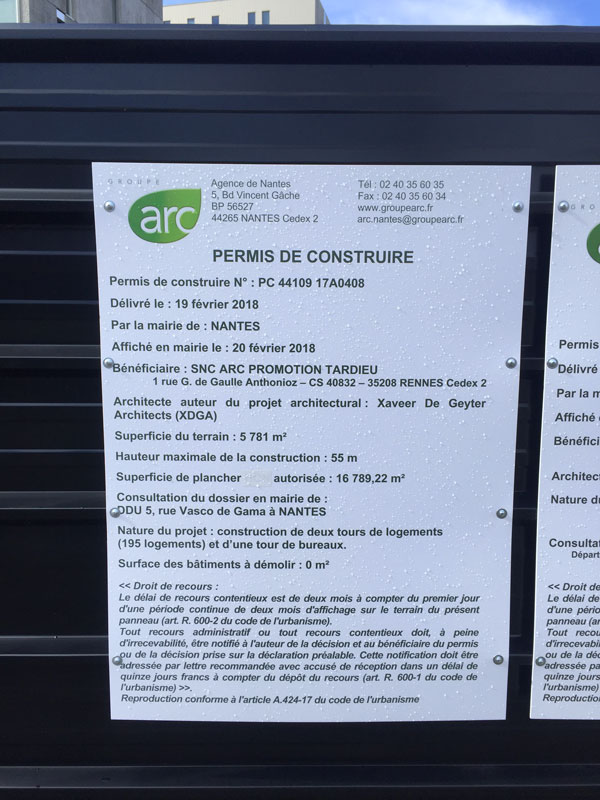 GROUPE
arc
Agence de Nantes
5, Bd Vincent Gâche
BP 56527
44265 NANTES Cedex 2
Tél : 02 40 35 60 35
Fax : 02 40 35 60 34
www.groupearc.fr
arc.nantes@groupearc.fr
PERMIS DE CONSTRUIRE
Permis de construire N° : PC 44109 17A0408
Délivré le : 19 février 2018
Par la mairie de : NANTES
Affiché en mairie le : 20 février 2018
Bénéficiaire : SNC ARC PROMOTION TARDIEU
1 rue G. de Gaulle Anthonioz – CS 40832 – 35208 RENNES Cedex 2
Architecte auteur du projet architectural : Xaveer De Geyter
Architects (XDGA)
Superficie du terrain : 5 781 m²
Hauteur maximale de la construction : 55 m
Superficie de plancher autorisée : 16 789,22 m²
Consultation du dossier en mairie de :
DDU 5, rue Vasco de Gama à NANTES
Nature du projet : construction de deux tours de logements
(195 logements) et d'une tour de bureaux.
Surface des bâtiments à démolir : 0 m²
<< Droit de recours :
Le délai de recours contentieux est de deux mois à compter du premier jour
d'une période continue de deux mois d'affichage sur le terrain du présent
panneau (art. R. 600-2 du code de l'urbanisme).
Tout recours administratif ou tout recours contentieux doit, à peine
d'irrecevabilité, être notifié à l'auteur de la décision et au bénéficiaire du permis
ou de la décision prise sur la déclaration préalable. Cette notification doit être
adressée par lettre recommandée avec accusé de réception dans un délai de
quinze jours francs à compter du dépôt du recours (art. R. 600-1 du code de
l'urbanisme) >>.
Reproduction conforme à l'article A.424-17 du code de l'urbanisme
Permis
Délivré
Par la m
Affiché
Bénéfici
Architect
Nature du
Consultat
Départ
<< Droit de
Le délai de
d'une pério
panneau (ar
Tout recou
d'irrecevabili
ou de la déc
adressée pa
quinze jours
l'urbanisme)
Reproduction